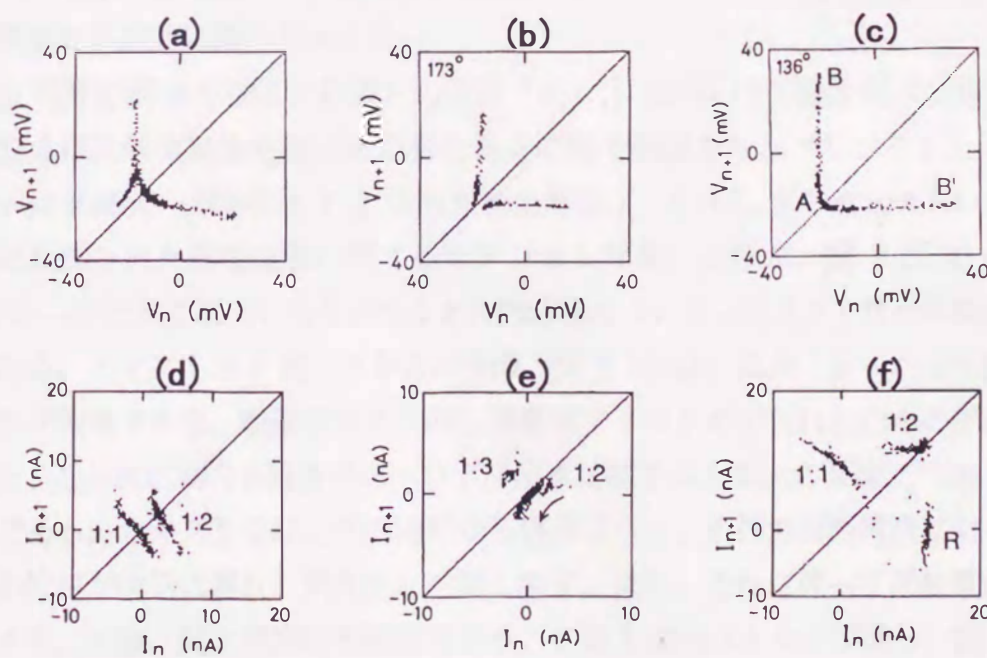 (a) (b) (c)
40 40 40
173° 136° B
V_{n+1} (mV) V_{n+} (mV) V_{n+1} (mV)
0 0 0
A B'
-40 -40 -40
-40 0 40 -40 0 40 -40 0 40
V_n (mV) V_n (mV) V_n (mV)
(d) (e) (f)
20 10 20
10 1:2
1:3 1:2 1:1
I_{n+1} (nA) I_{n+1} (nA) I_{n+1} (nA)
1:1 1:2 R
0 0
-10 -10 -10
-10 0 10 20 -10 0 10 -10 0 20
I_n (nA) I_n (nA) I_n (nA)